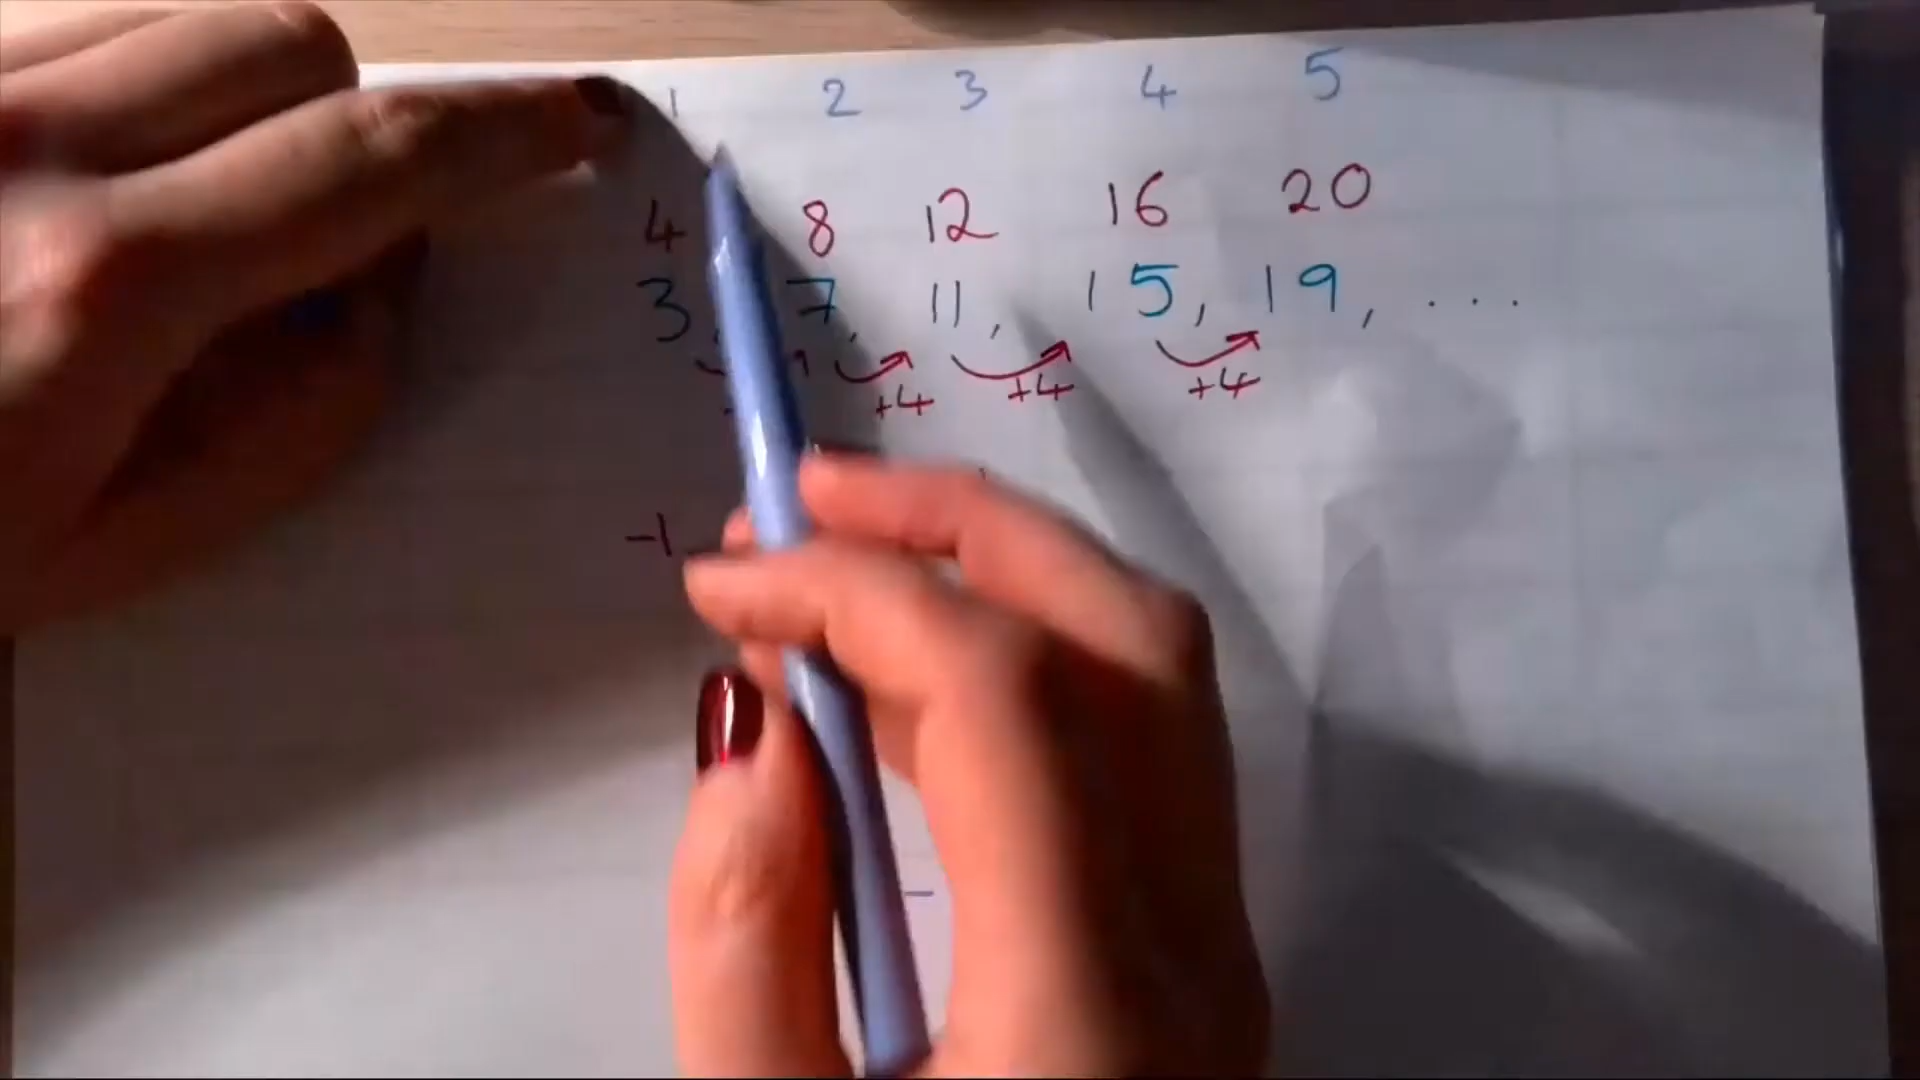 1 2 3 4 5
4 8 12 16 20
3, 7, 11, 15, 19, ...
+4 +4 +4
-1